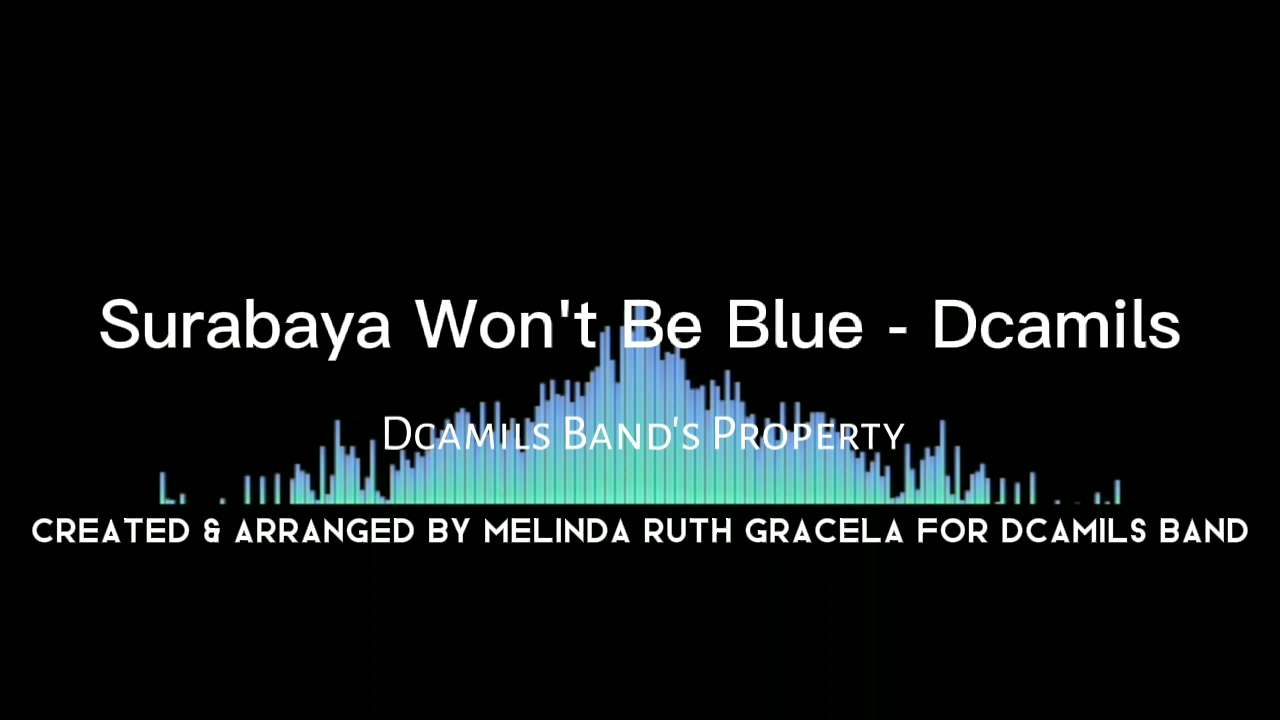 Surabaya Won't Be Blue - Dcamils
Dcamils Band's Property
CREATED & ARRANGED BY MELINDA RUTH GRACELA FOR DCAMILS BAND